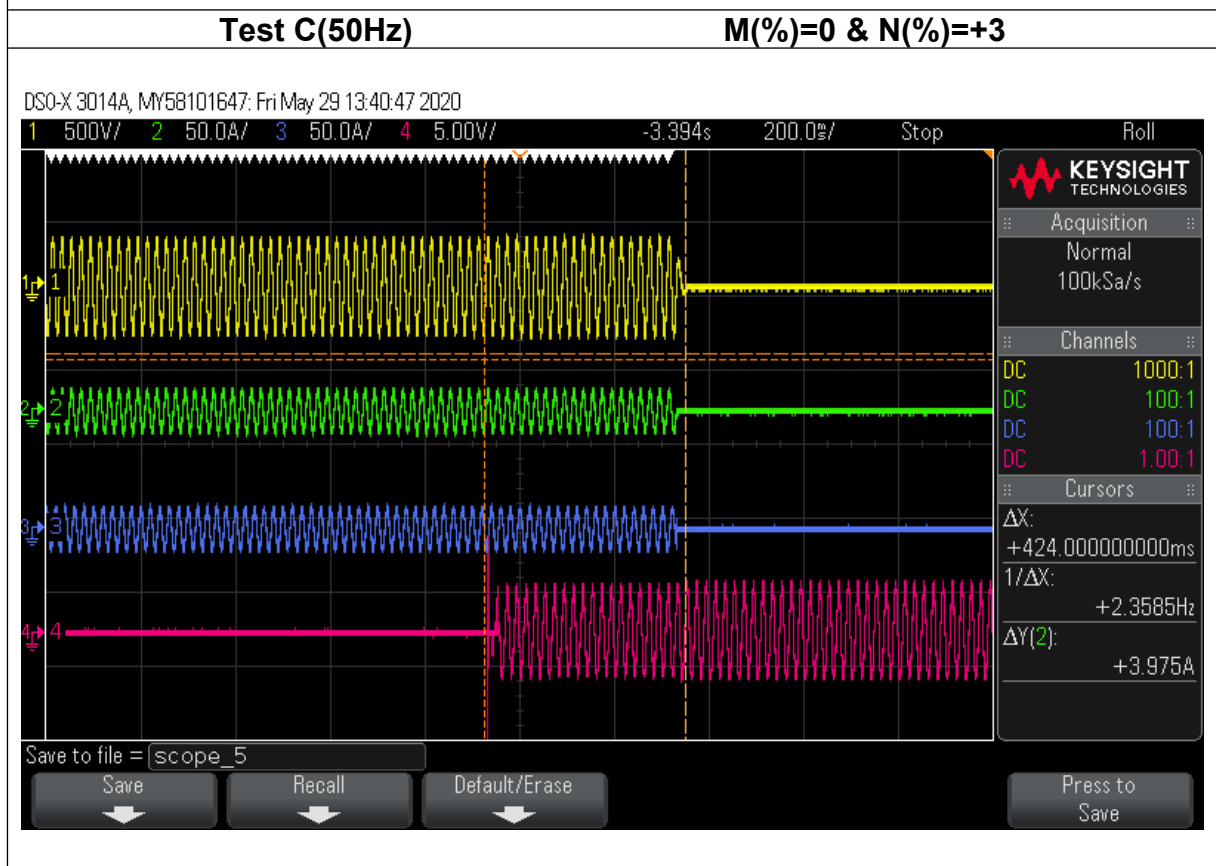 Test C(50Hz) M(%)=0 & N(%)=+3
DSO-X 3014A, MY58101647: Fri May 29 13:40:47 2020
1 500V/ 2 50.0A/ 3 50.0A/ 4 5.00V/ -3.394s 200.0ms/ Stop Roll
KEYSIGHT
TECHNOLOGIES
Acquisition
Normal
100kSa/s
Channels
DC 1000:1
DC 100:1
DC 100:1
DC 1.00:1
Cursors
ΔX:
+424.000000000ms
1/ΔX:
+2.3585Hz
ΔY(2):
+3.975A
1 1
2 2
3 3
4 4
Save to file = scope_5
Save Recall Default/Erase Press to
Save